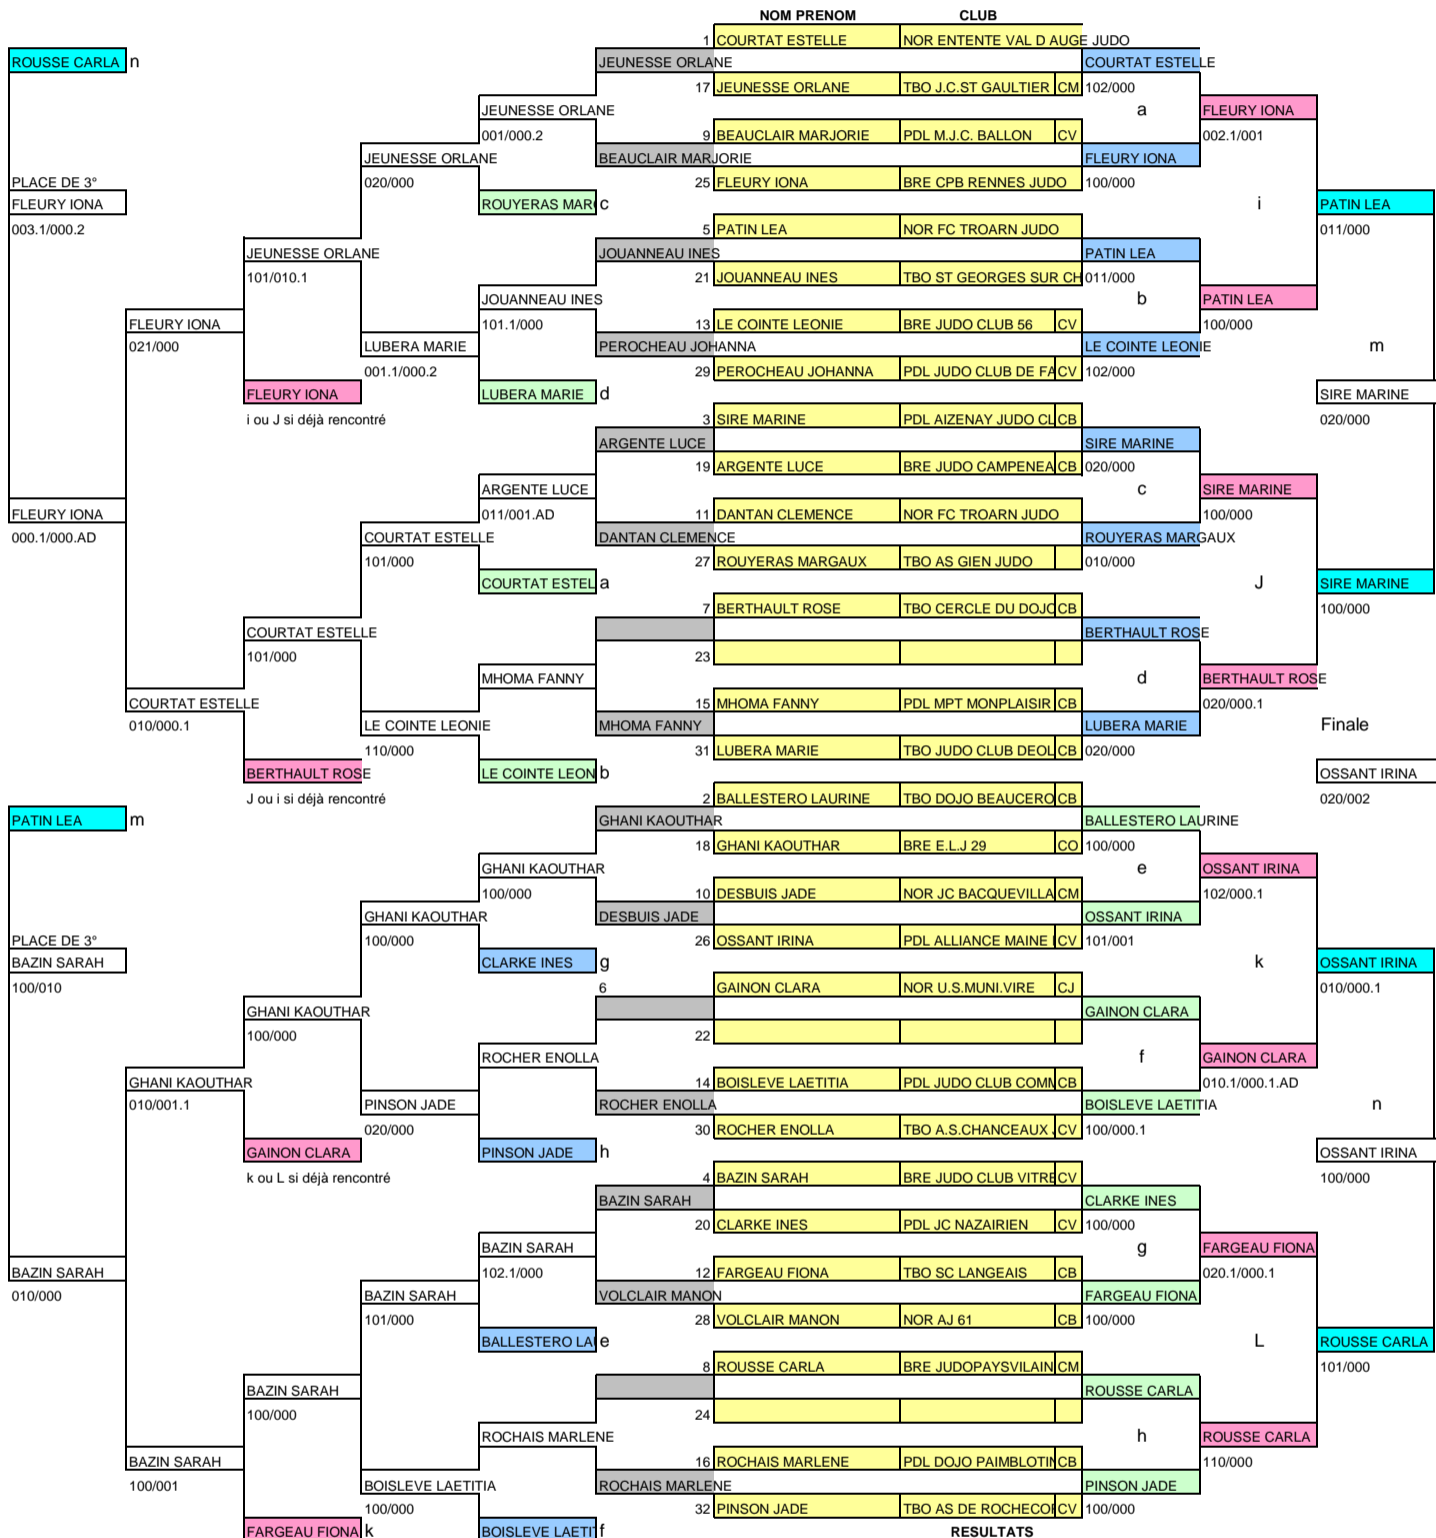 NOM PRENOM CLUB
1 COURTAT ESTELLE NOR ENTENTE VAL D AUGE JUDO
ROUSSE CARLA n JEUNESSE ORLANE COURTAT ESTELLE
17 JEUNESSE ORLANE TBO J.C.ST GAULTIER CM 102/000
JEUNESSE ORLANE a FLEURY IONA
001/000.2 9 BEAUCLAIR MARJORIE PDL M.J.C. BALLON CV 002.1/001
JEUNESSE ORLANE BEAUCLAIR MARJORIE FLEURY IONA
PLACE DE 3° 020/000 25 FLEURY IONA BRE CPB RENNES JUDO 100/000
FLEURY IONA ROUYERAS MAR c i PATIN LEA
003.1/000.2 5 PATIN LEA NOR FC TROARN JUDO 011/000
JEUNESSE ORLANE JOUANNEAU INES PATIN LEA
101/010.1 21 JOUANNEAU INES TBO ST GEORGES SUR CH 011/000
JOUANNEAU INES b PATIN LEA
FLEURY IONA 101.1/000 13 LE COINTE LEONIE BRE JUDO CLUB 56 CV 100/000
021/000 LUBERA MARIE PEROCHEAU JOHANNA LE COINTE LEONIE m
001.1/000.2 29 PEROCHEAU JOHANNA PDL JUDO CLUB DE FA CV 102/000
FLEURY IONA LUBERA MARIE d SIRE MARINE
i ou J si déjà rencontré 3 SIRE MARINE PDL AIZENAY JUDO CL CB 020/000
ARGENTE LUCE SIRE MARINE
19 ARGENTE LUCE BRE JUDO CAMPENEA CB 020/000
ARGENTE LUCE c SIRE MARINE
FLEURY IONA 011/001.AD 11 DANTAN CLEMENCE NOR FC TROARN JUDO 100/000
000.1/000.AD COURTAT ESTELLE DANTAN CLEMENCE ROUYERAS MARGAUX
101/000 27 ROUYERAS MARGAUX TBO AS GIEN JUDO 010/000
COURTAT ESTEL a J SIRE MARINE
7 BERTHAULT ROSE TBO CERCLE DU DOJO CB 100/000
COURTAT ESTELLE BERTHAULT ROSE
101/000 23
MHOMA FANNY d BERTHAULT ROSE
COURTAT ESTELLE 15 MHOMA FANNY PDL MPT MONPLAISIR CB 020/000.1
010/000.1 LE COINTE LEONIE MHOMA FANNY LUBERA MARIE Finale
110/000 31 LUBERA MARIE TBO JUDO CLUB DEOL CB 020/000
BERTHAULT ROSE LE COINTE LEON b OSSANT IRINA
J ou i si déjà rencontré 2 BALLESTERO LAURINE TBO DOJO BEAUCERO CB 020/002
PATIN LEA m GHANI KAOUTHAR BALLESTERO LAURINE
18 GHANI KAOUTHAR BRE E.L.J 29 CO 100/000
GHANI KAOUTHAR e OSSANT IRINA
100/000 10 DESBUIS JADE NOR JC BACQUEVILLA CM 102/000.1
GHANI KAOUTHAR DESBUIS JADE OSSANT IRINA
PLACE DE 3° 100/000 26 OSSANT IRINA PDL ALLIANCE MAINE CV 101/001
BAZIN SARAH CLARKE INES g k OSSANT IRINA
100/010 6 GAINON CLARA NOR U.S.MUNI.VIRE CJ 010/000.1
GHANI KAOUTHAR GAINON CLARA
100/000 22
ROCHER ENOLLA f GAINON CLARA
GHANI KAOUTHAR 14 BOISLEVE LAETITIA PDL JUDO CLUB COMM CB 010.1/000.1.AD
010/001.1 PINSON JADE ROCHER ENOLLA BOISLEVE LAETITIA n
020/000 30 ROCHER ENOLLA TBO A.S.CHANCEAUX CV 100/000.1
GAINON CLARA PINSON JADE h OSSANT IRINA
k ou L si déjà rencontré 4 BAZIN SARAH BRE JUDO CLUB VITRE CV 100/000
BAZIN SARAH CLARKE INES
20 CLARKE INES PDL JC NAZAIRIEN CV 100/000
BAZIN SARAH g FARGEAU FIONA
BAZIN SARAH 102.1/000 12 FARGEAU FIONA TBO SC LANGEAIS CB 020.1/000.1
010/000 BAZIN SARAH VOLCLAIR MANON FARGEAU FIONA
101/000 28 VOLCLAIR MANON NOR AJ 61 CB 100/000
BALLESTERO LA e L ROUSSE CARLA
8 ROUSSE CARLA BRE JUDOPAYSVILAIN CM 101/000
BAZIN SARAH ROUSSE CARLA
100/000 24
ROCHAIS MARLENE h ROUSSE CARLA
BAZIN SARAH 16 ROCHAIS MARLENE PDL DOJO PAIMBLOTIN CB 110/000
100/001 BOISLEVE LAETITIA ROCHAIS MARLENE PINSON JADE
100/000 32 PINSON JADE TBO AS DE ROCHECOR CV 100/000
FARGEAU FIONA k BOISLEVE LAETI f RESULTATS